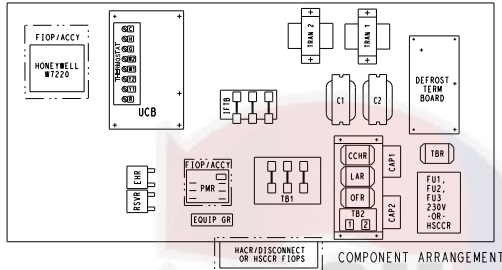 FIOP/ACCY
HONEYWELL
W7220
THERMOSTAT
C
G
UCB
TRAN 2
TRAN 1
DEFROST
TERM
BOARD
C1
C2
IFTB
CCHR
LAR
OFR
TB2
1 2
CAP1
CAP2
TBR
FU1,
FU2,
FU3
230V
-OR-
HSCCR
EHR
RSVR
FIOP/ACCY
PMR
EQUIP GR
TB1
HACR/DISCONNECT
OR HSCCR FIOPS
COMPONENT ARRANGEMENT